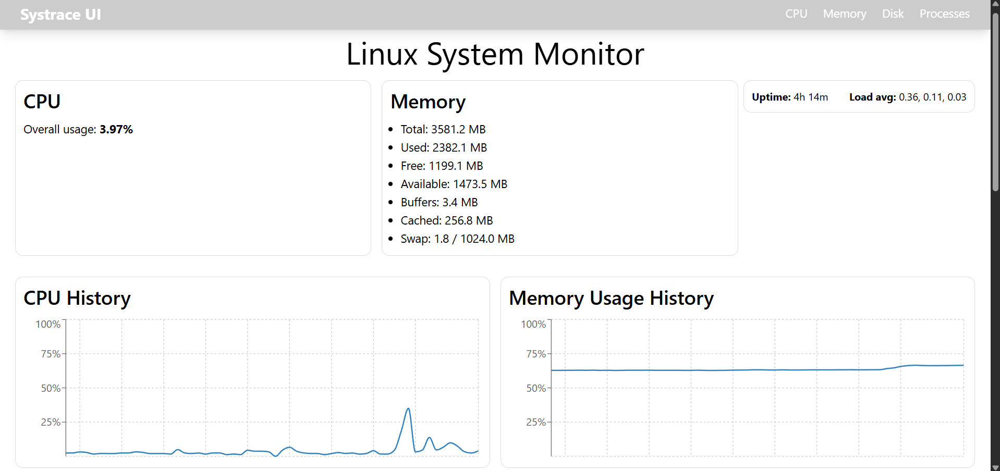 Systrace UI
CPU Memory Disk Processes
Linux System Monitor
CPU
Overall usage: 3.97%
Memory
Total: 3581.2 MB
Used: 2382.1 MB
Free: 1199.1 MB
Available: 1473.5 MB
Buffers: 3.4 MB
Cached: 256.8 MB
Swap: 1.8 / 1024.0 MB
Uptime: 4h 14m Load avg: 0.36, 0.11, 0.03
CPU History
100%
75%
50%
25%
Memory Usage History
100%
75%
50%
25%